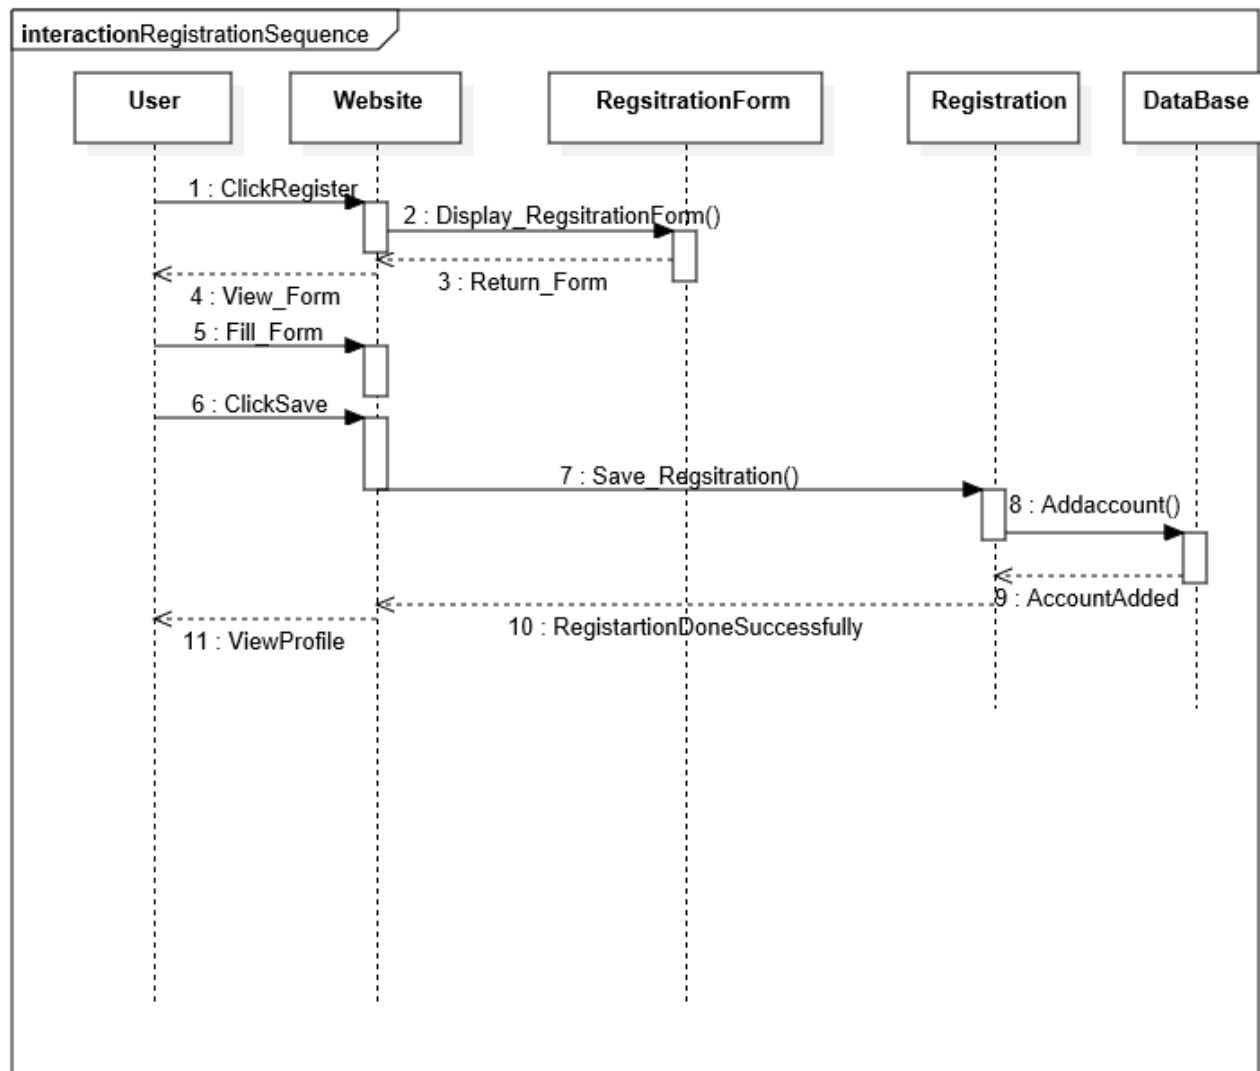 interactionRegistrationSequence
User
Website
RegsitrationForm
Registration
DataBase
1 : ClickRegister
2 : Display_RegsitrationForm()
3 : Return_Form
4 : View_Form
5 : Fill_Form
6 : ClickSave
7 : Save_Regsitration()
8 : Addaccount()
9 : AccountAdded
10 : RegistartionDoneSuccessfully
11 : ViewProfile